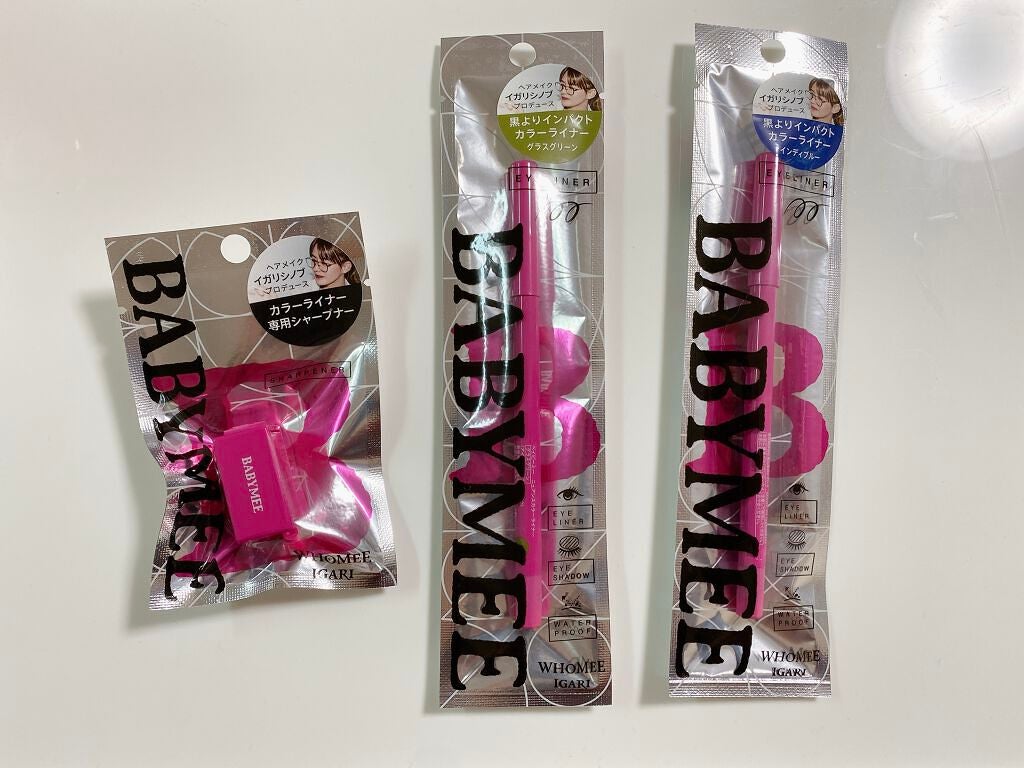 BABYMEE
ヘアメイク
イガリシノブ
プロデュース
カラーライナー
専用シャープナー
SHARPENER
BABYMEE
WHOMEE
IGARI
BABYMEE
ヘアメイク
イガリシノブ
プロデュース
黒よりインパクト
カラーライナー
グラスグリーン
EYELINER
EYE
LINER
EYE
SHADOW
WATER
PROOF
WHOMEE
IGARI
BABYMEE
ヘアメイク
イガリシノブ
プロデュース
黒よりインパクト
カラーライナー
インディブルー
EYELINER
EYE
LINER
EYE
SHADOW
WATER
PROOF
WHOMEE
IGARI